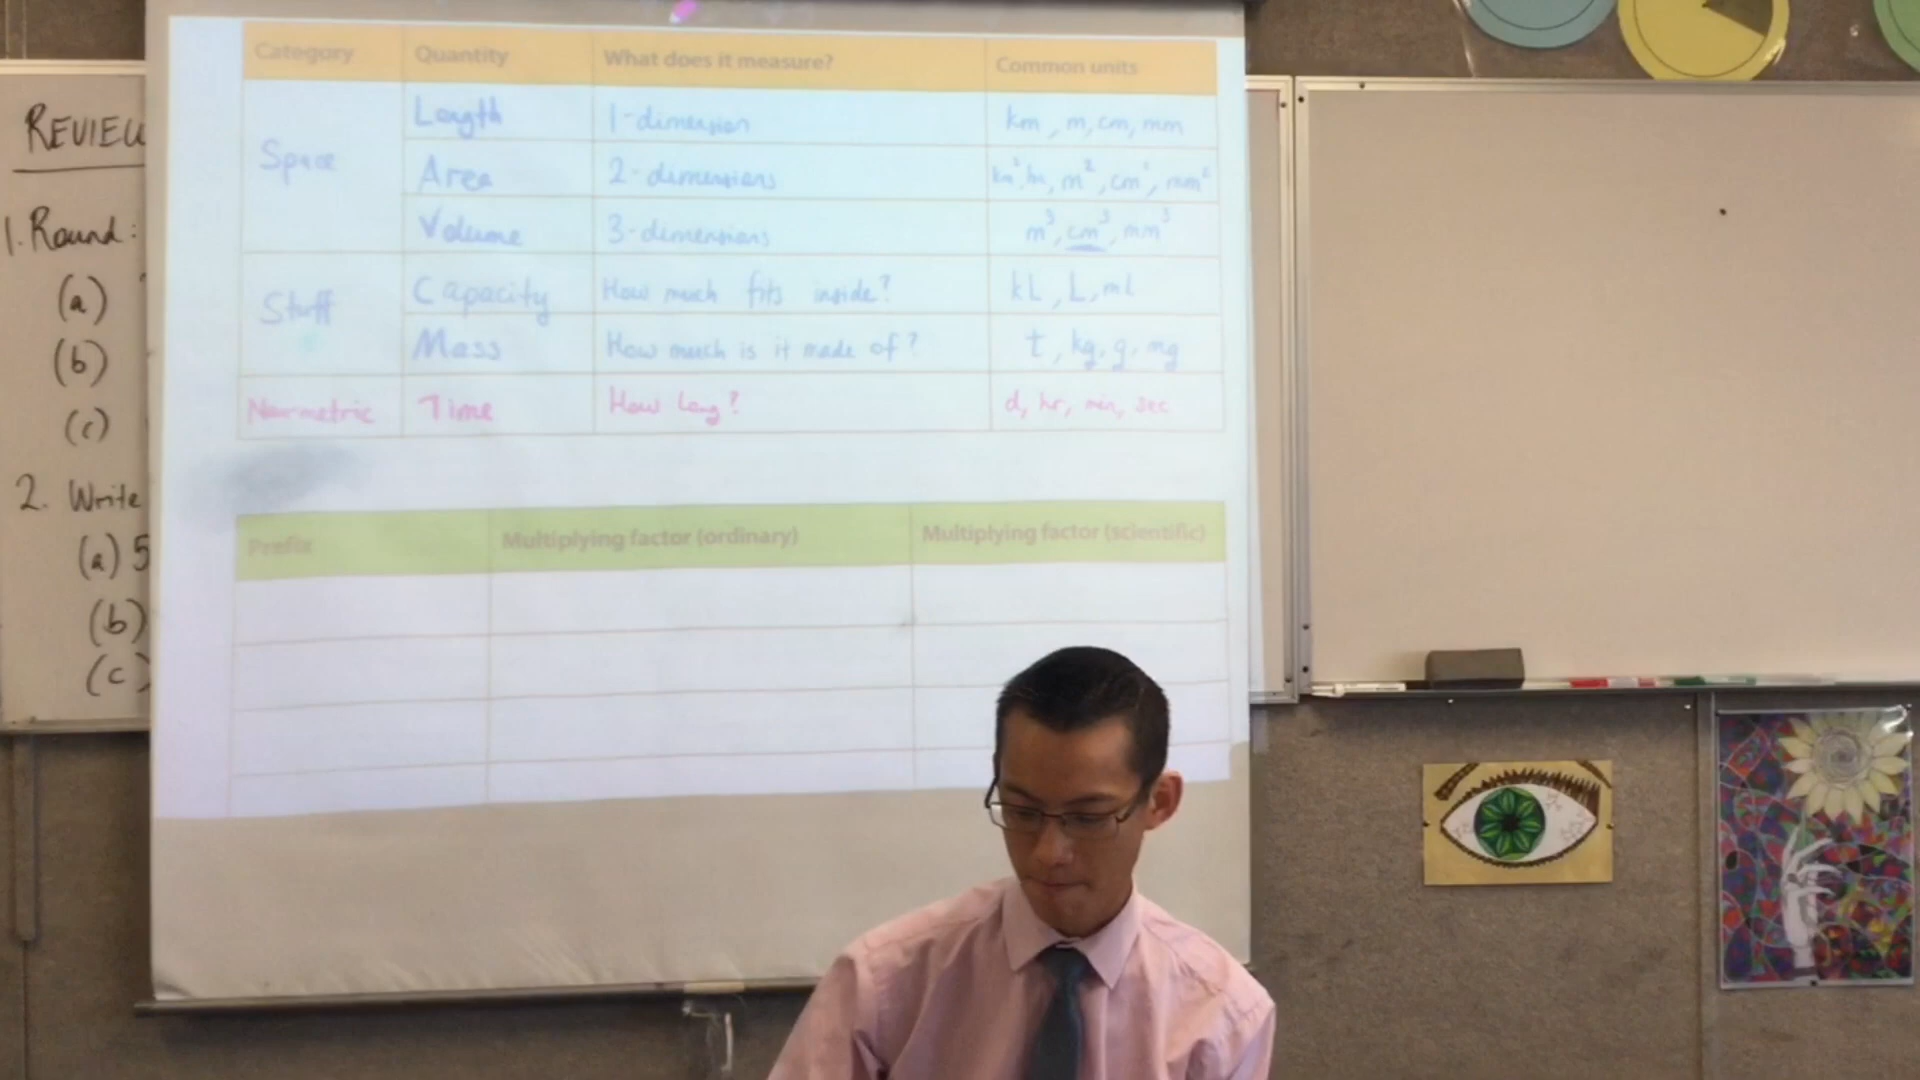 REVIEW
1. Round:
(a)
(b)
(c)
2. Write
(a) 5
(b)
(c)
Category Quantity What does it measure? Common units
Space Length 1-dimension km, m, cm, mm
Area 2-dimensions km², ha, m², cm², mm²
Volume 3-dimensions m³, cm³, mm³
Stuff Capacity How much fits inside? kL, L, mL
Mass How much is it made of? t, kg, g, mg
Non-metric Time How long? d, hr, min, sec
Prefix Multiplying factor (ordinary) Multiplying factor (scientific)